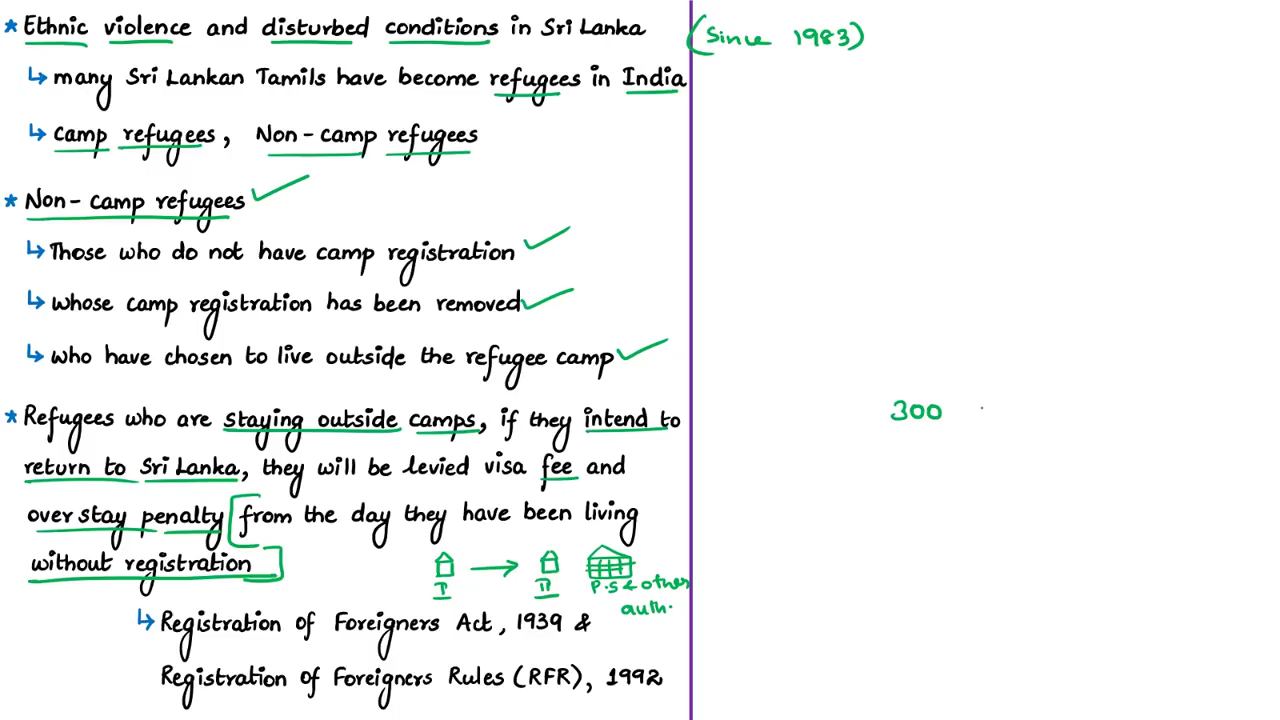 * Ethnic violence and disturbed conditions in Sri Lanka (Since 1983)
↳ many Sri Lankan Tamils have become refugees in India
↳ camp refugees, Non-camp refugees
* Non-camp refugees
↳ Those who do not have camp registration
↳ whose camp registration has been removed
↳ who have chosen to live outside the refugee camp
* Refugees who are staying outside camps, if they intend to
return to Sri Lanka, they will be levied visa fee and
over stay penalty [from the day they have been living
without registration]
I → II P.S & other
auth.
↳ Registration of Foreigners Act, 1939 &
Registration of Foreigners Rules (RFR), 1992
300